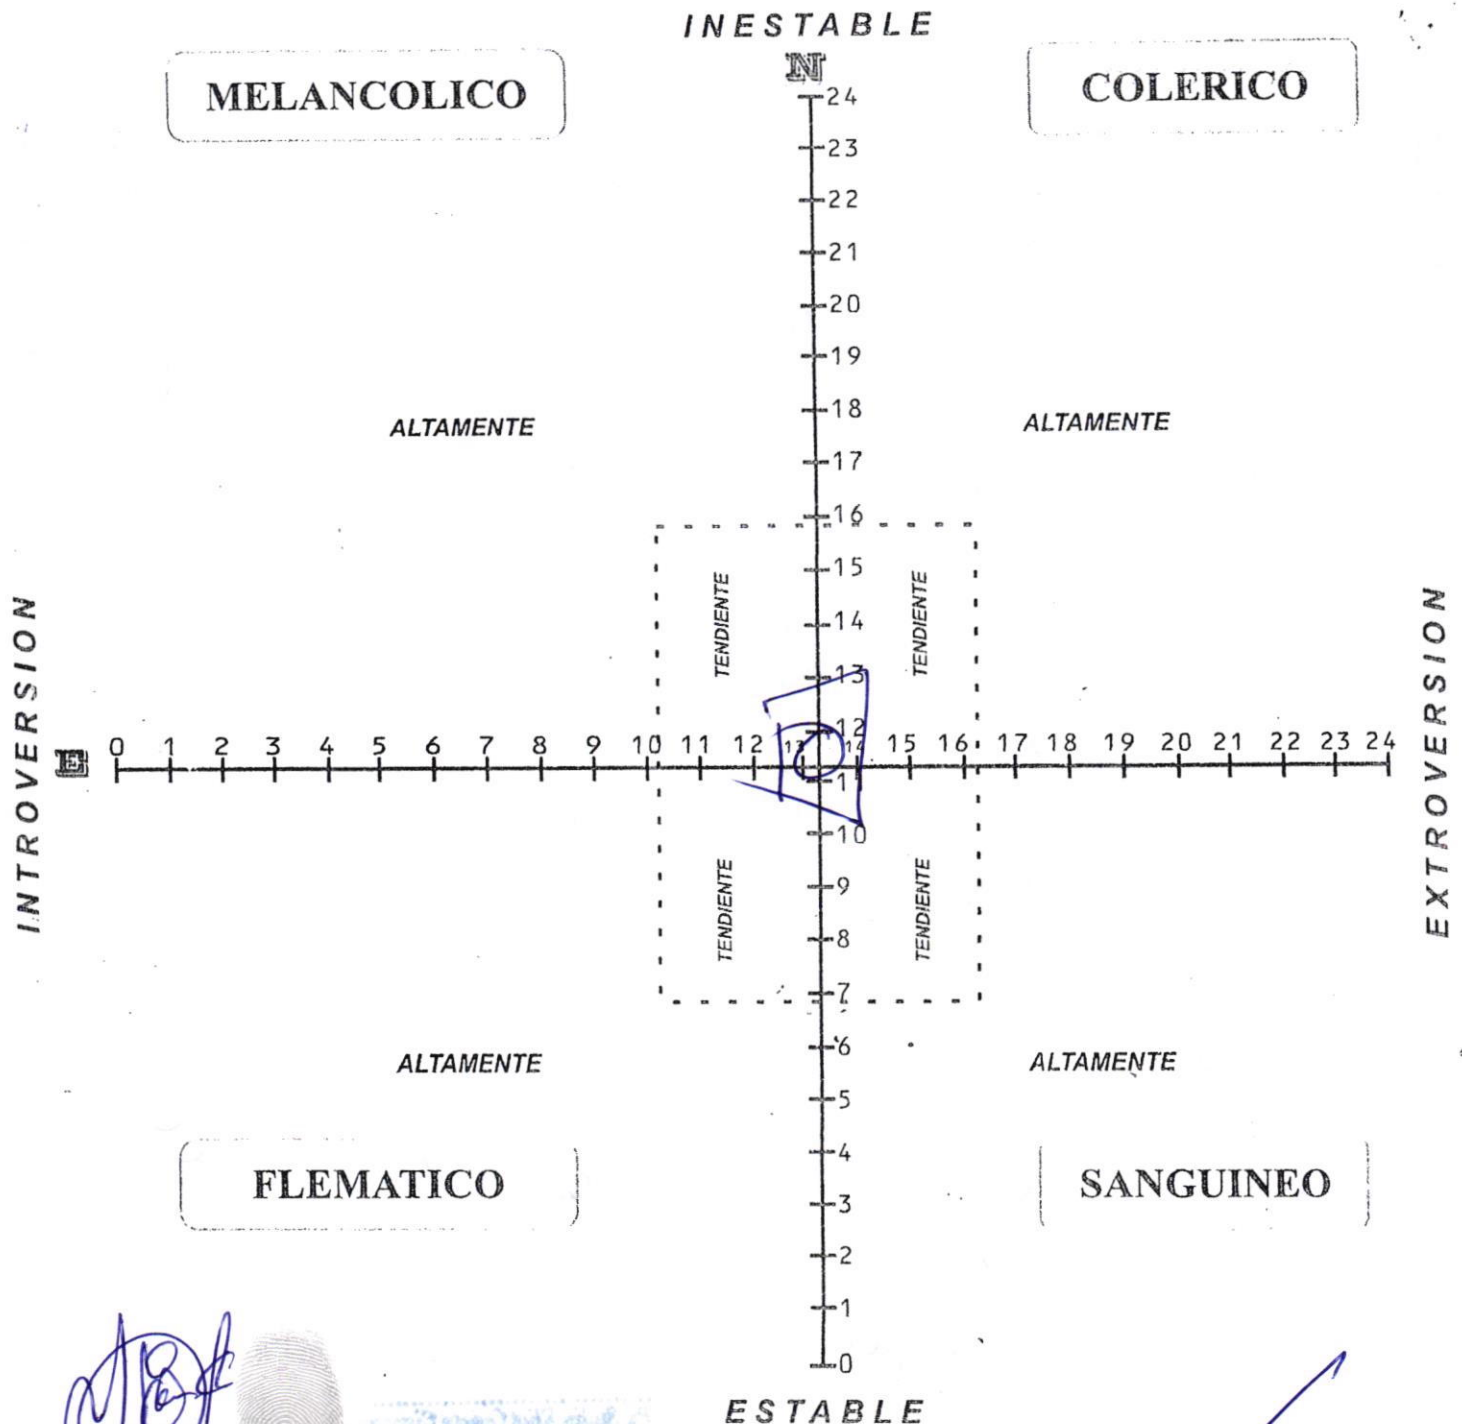 INESTABLE
N
MELANCOLICO
COLERICO
24
23
22
21
20
19
18
ALTAMENTE
ALTAMENTE
17
16
15
TENDIENTE
TENDIENTE
14
13
12
INTROVERSION
E
0 1 2 3 4 5 6 7 8 9 10 11 12 13 14 15 16 17 18 19 20 21 22 23 24
EXTROVERSION
11
10
9
TENDIENTE
TENDIENTE
8
7
6
ALTAMENTE
ALTAMENTE
5
4
FLEMATICO
SANGUINEO
3
2
1
0
ESTABLE